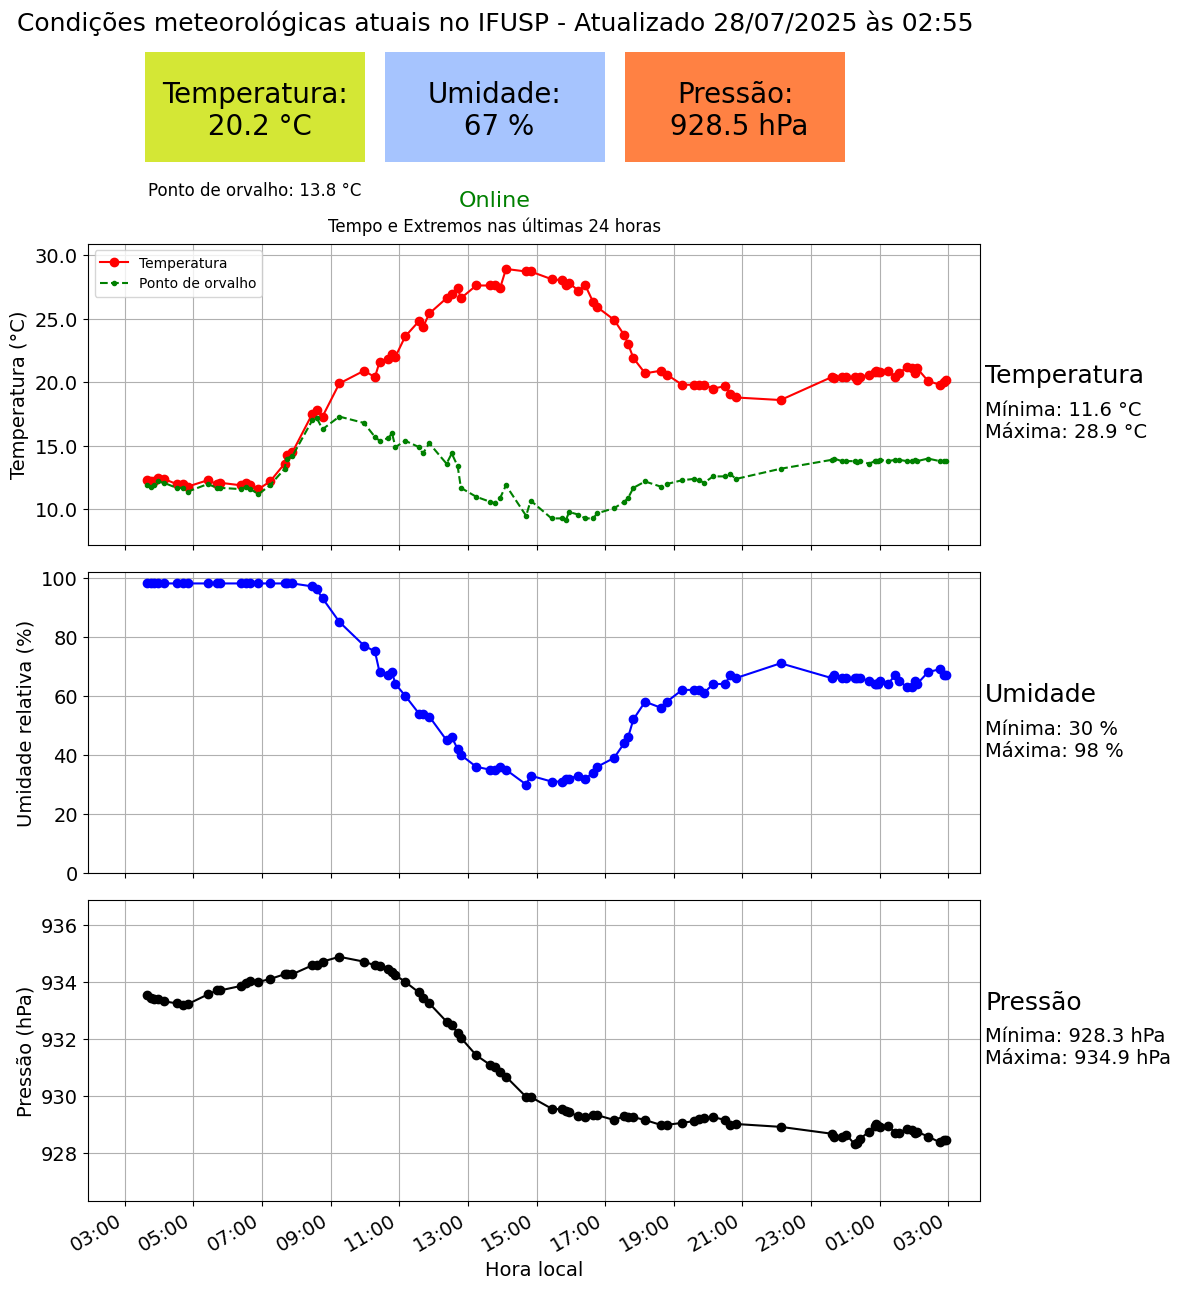 Condições meteorológicas atuais no IFUSP - Atualizado 28/07/2025 às 02:55
Temperatura:
20.2 °C
Umidade:
67 %
Pressão:
928.5 hPa
Ponto de orvalho: 13.8 °C
Online
Tempo e Extremos nas últimas 24 horas
Temperatura
Ponto de orvalho
Temperatura (°C)
30.0
25.0
20.0
15.0
10.0
Temperatura
Mínima: 11.6 °C
Máxima: 28.9 °C
Umidade relativa (%)
100
80
60
40
20
0
Umidade
Mínima: 30 %
Máxima: 98 %
Pressão (hPa)
936
934
932
930
928
Pressão
Mínima: 928.3 hPa
Máxima: 934.9 hPa
03:00
05:00
07:00
09:00
11:00
13:00
15:00
17:00
19:00
21:00
23:00
01:00
03:00
Hora local